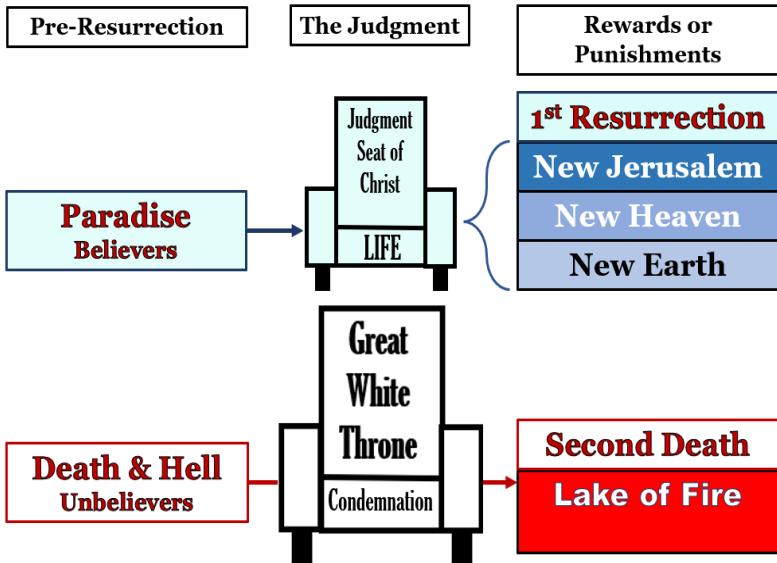 Pre-Resurrection
The Judgment
Rewards or
Punishments
Judgment
Seat of
Christ
LIFE
Paradise
Believers
1st Resurrection
New Jerusalem
New Heaven
New Earth
Great
White
Throne
Condemnation
Death & Hell
Unbelievers
Second Death
Lake of Fire